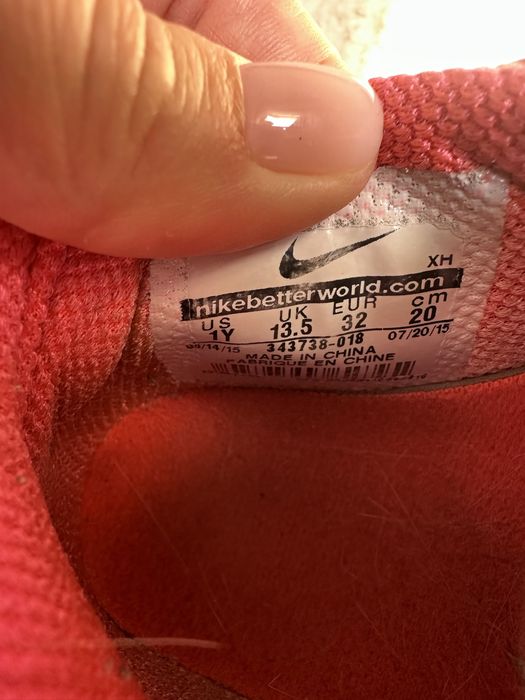 XH
nikebetterworld.com
US UK EUR cm
1Y 13.5 32 20
343738-018 07/20/15
MADE IN CHINA
FABRIQUE EN CHINE